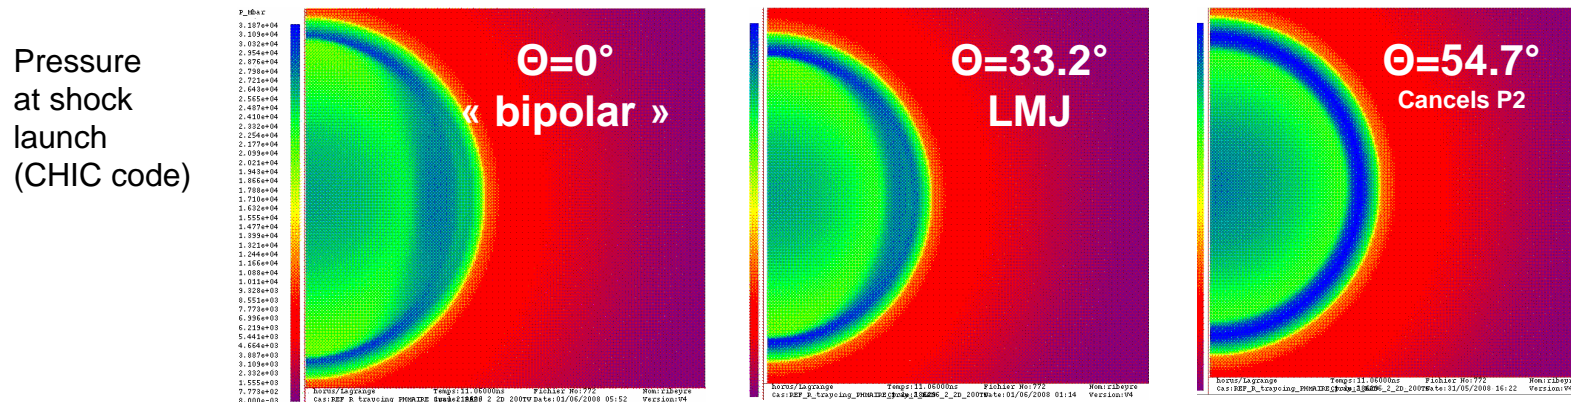 Pressure
at shock
launch
(CHIC code)
P_Mbar
3.187e+04
3.109e+04
3.032e+04
2.954e+04
2.876e+04
2.798e+04
2.721e+04
2.643e+04
2.565e+04
2.487e+04
2.410e+04
2.332e+04
2.254e+04
2.177e+04
2.099e+04
2.021e+04
1.943e+04
1.866e+04
1.788e+04
1.710e+04
1.632e+04
1.555e+04
1.477e+04
1.399e+04
1.321e+04
1.244e+04
1.166e+04
1.088e+04
1.011e+04
9.328e+03
8.551e+03
7.773e+03
6.996e+03
6.219e+03
5.441e+03
4.664e+03
3.887e+03
3.109e+03
2.332e+03
1.555e+03
7.773e+02
Θ=0°
« bipolar »
horus/Lagrange Temps:11.06000ns Fichier No:772 Nom:ribeyre
2D 200TW Date:01/06/2008 05:52 Version:V4
Θ=33.2°
LMJ
horus/Lagrange Temps:11.06000ns Fichier No:772 Nom:ribeyre
01/06/2008 01:14 Version:V4
Θ=54.7°
Cancels P2
horus/Lagrange Temps:11.06000ns Fichier No:772 Nom:ribeyre
31/05/2008 16:22 Version:V4